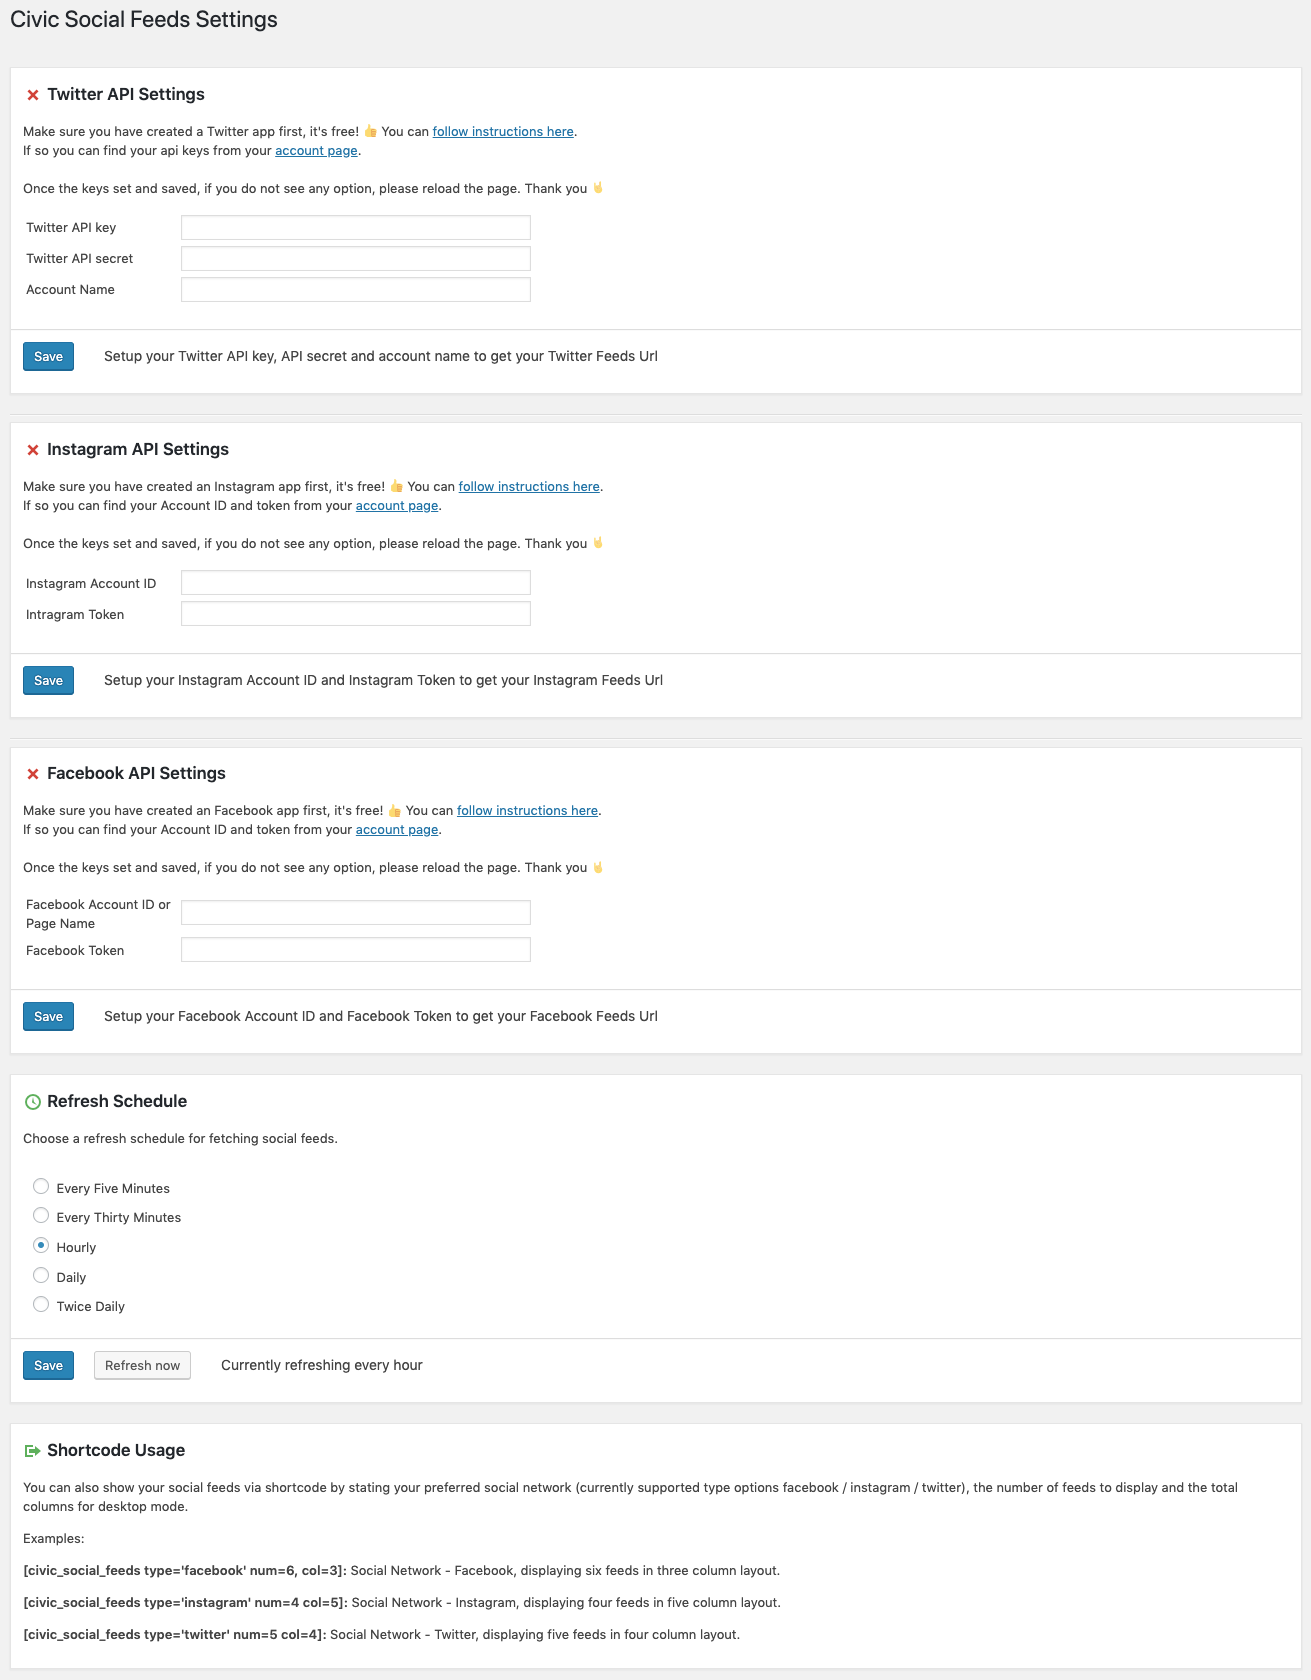 Civic Social Feeds Settings
Twitter API Settings
Make sure you have created a Twitter app first, it's free! 👍 You can follow instructions here.
If so you can find your api keys from your account page.
Once the keys set and saved, if you do not see any option, please reload the page. Thank you 🤘
Twitter API key
Twitter API secret
Account Name
Save Setup your Twitter API key, API secret and account name to get your Twitter Feeds Url
Instagram API Settings
Make sure you have created an Instagram app first, it's free! 👍 You can follow instructions here.
If so you can find your Account ID and token from your account page.
Once the keys set and saved, if you do not see any option, please reload the page. Thank you 🤘
Instagram Account ID
Intragram Token
Save Setup your Instagram Account ID and Instagram Token to get your Instagram Feeds Url
Facebook API Settings
Make sure you have created an Facebook app first, it's free! 👍 You can follow instructions here.
If so you can find your Account ID and token from your account page.
Once the keys set and saved, if you do not see any option, please reload the page. Thank you 🤘
Facebook Account ID or
Page Name
Facebook Token
Save Setup your Facebook Account ID and Facebook Token to get your Facebook Feeds Url
Refresh Schedule
Choose a refresh schedule for fetching social feeds.
Every Five Minutes
Every Thirty Minutes
Hourly
Daily
Twice Daily
Save Refresh now Currently refreshing every hour
Shortcode Usage
You can also show your social feeds via shortcode by stating your preferred social network (currently supported type options facebook / instagram / twitter), the number of feeds to display and the total
columns for desktop mode.
Examples:
[civic_social_feeds type='facebook' num=6, col=3]: Social Network - Facebook, displaying six feeds in three column layout.
[civic_social_feeds type='instagram' num=4 col=5]: Social Network - Instagram, displaying four feeds in five column layout.
[civic_social_feeds type='twitter' num=5 col=4]: Social Network - Twitter, displaying five feeds in four column layout.